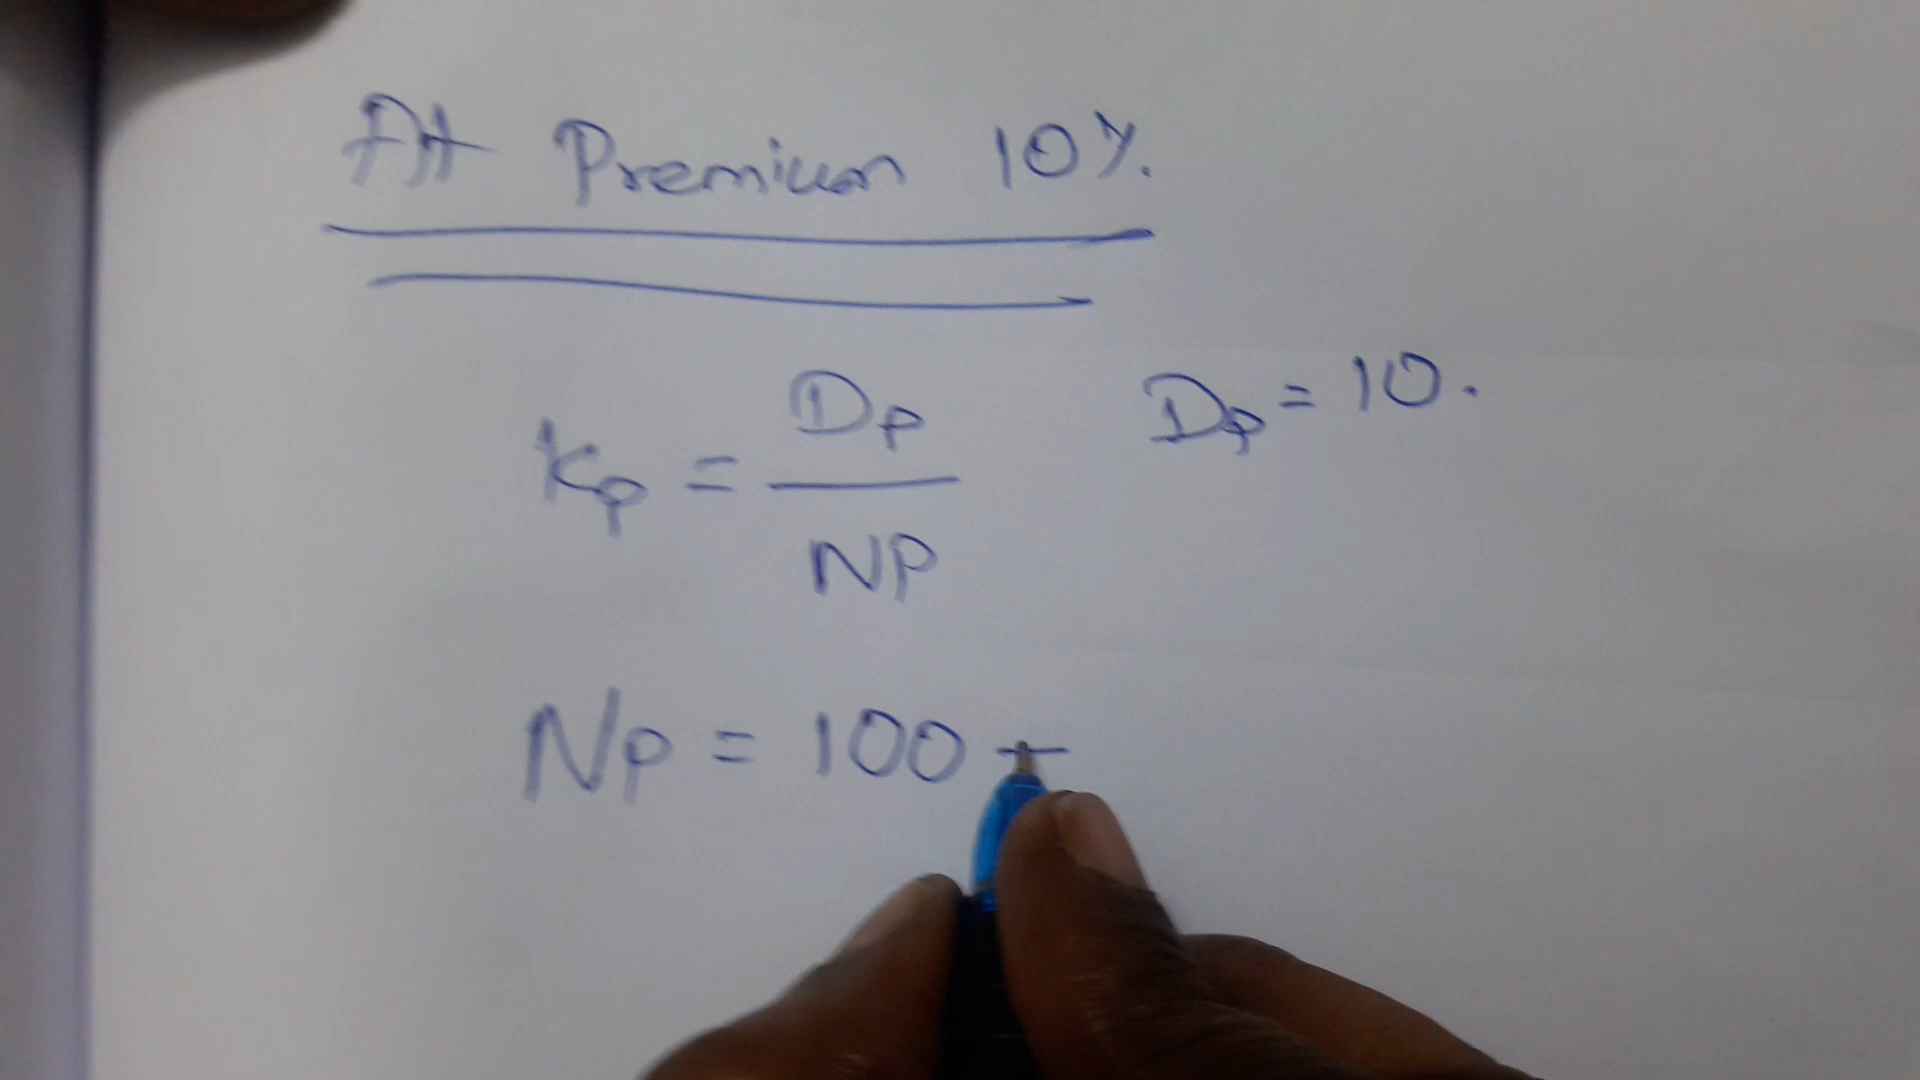 At Premium 10%.
Kp = Dp / NP
Dp = 10.
Np = 100 +